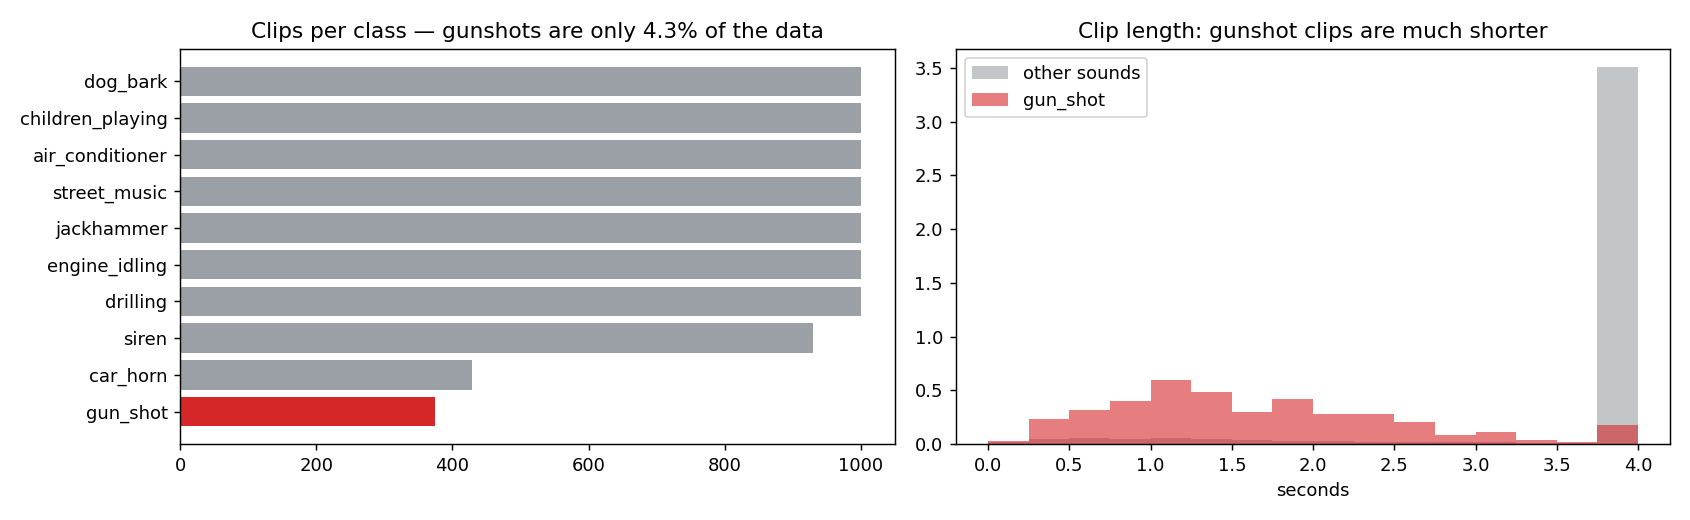 Clips per class — gunshots are only 4.3% of the data
dog_bark
children_playing
air_conditioner
street_music
jackhammer
engine_idling
drilling
siren
car_horn
gun_shot
0 200 400 600 800 1000
Clip length: gunshot clips are much shorter
other sounds
gun_shot
3.5
3.0
2.5
2.0
1.5
1.0
0.5
0.0
0.0 0.5 1.0 1.5 2.0 2.5 3.0 3.5 4.0
seconds